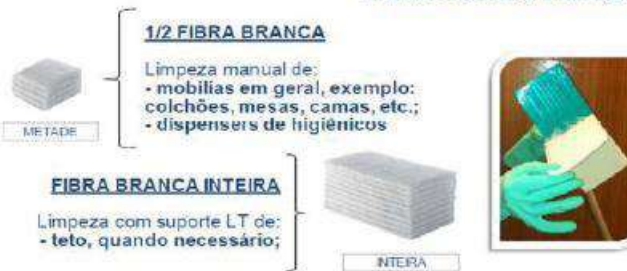 1/2 FIBRA BRANCA
Limpeza manual de:
- mobílias em geral, exemplo:
colchões, mesas, camas, etc.;
- dispensers de higiênicos
METADE
FIBRA BRANCA INTEIRA
Limpeza com suporte LT de:
- teto, quando necessário;
INTEIRA